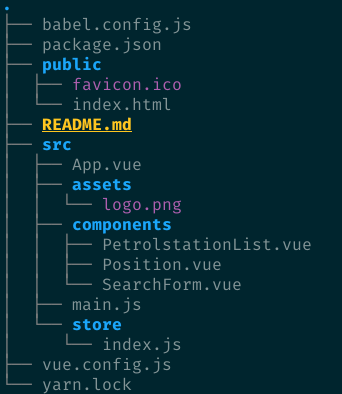 .
├── babel.config.js
├── package.json
├── public
│   ├── favicon.ico
│   └── index.html
├── README.md
├── src
│   ├── App.vue
│   ├── assets
│   │   └── logo.png
│   ├── components
│   │   ├── PetrolstationList.vue
│   │   ├── Position.vue
│   │   └── SearchForm.vue
│   ├── main.js
│   └── store
│       └── index.js
├── vue.config.js
└── yarn.lock